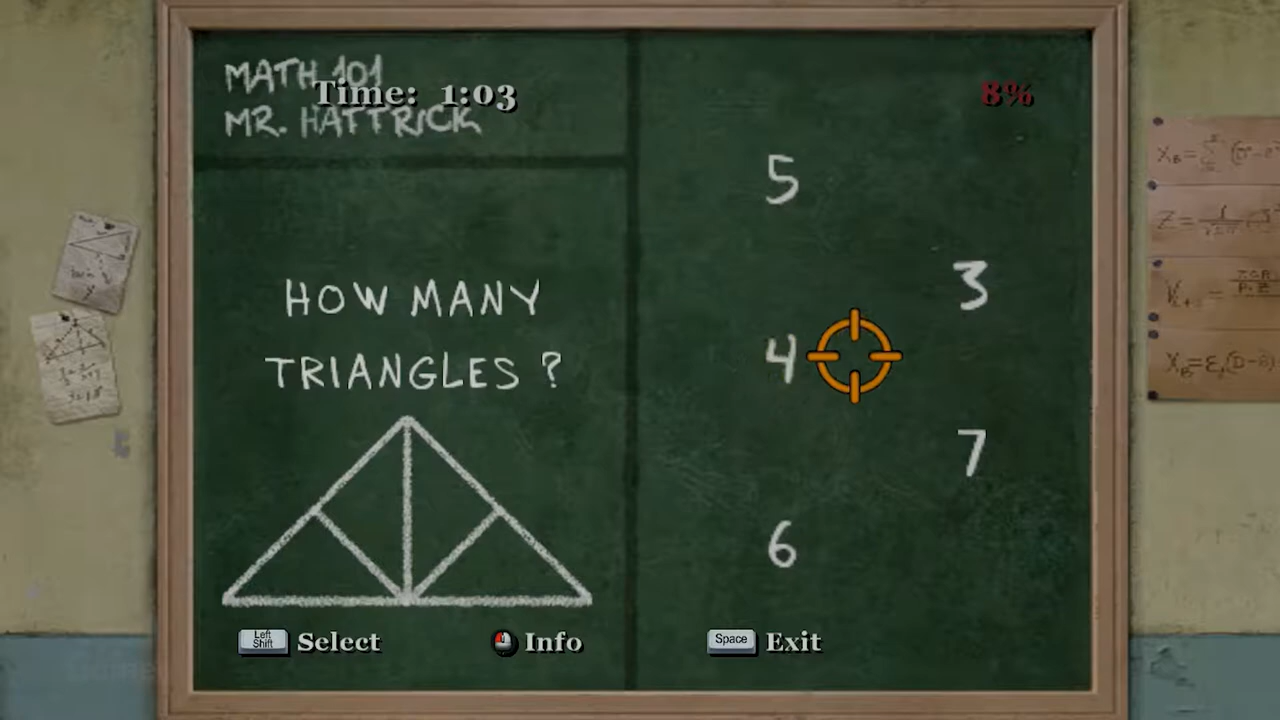 MATH 101
Time: 1:03
8%
MR. HATTRICK
5
3
HOW MANY
TRIANGLES ?
4
7
6
Left Shift Select
Info
Space Exit